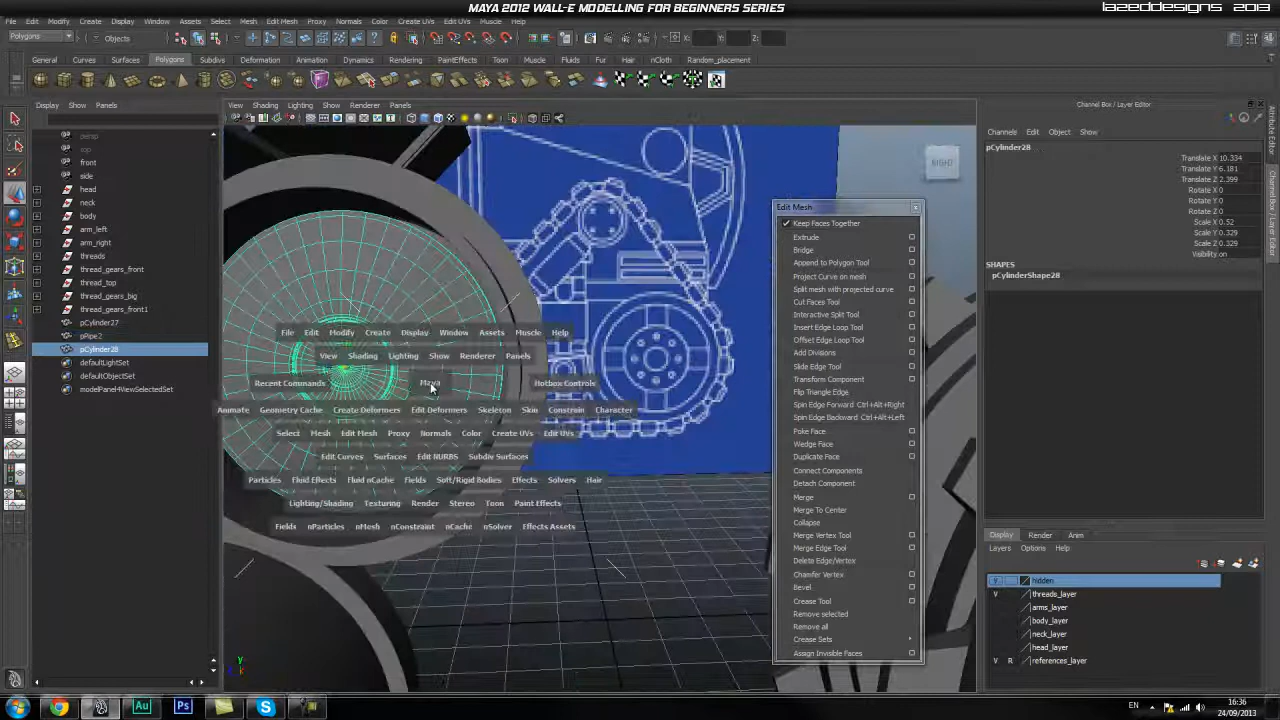 MAYA 2012 WALL-E MODELLING FOR BEGINNERS SERIES
LAZEDDESIGNS 2013
File Edit Modify Create Display Window Assets Select Mesh Edit Mesh Proxy Normals Color Create UVs Edit UVs Muscle Help
Polygons Objects X: Y: Z:
General Curves Surfaces Polygons Subdivs Deformation Animation Dynamics Rendering PaintEffects Toon Muscle Fluids Fur Hair nCloth Random_placement
Display Show Panels
View Shading Lighting Show Renderer Panels
Channel Box / Layer Editor
Channels Edit Object Show
persp
top
front
side
head
neck
body
arm_left
arm_right
threads
thread_gears_front
thread_top
thread_gears_big
thread_gears_front1
pCylinder27
pPipe2
pCylinder28
defaultLightSet
defaultObjectSet
modelPanel4ViewSelectedSet
RIGHT
File Edit Modify Create Display Window Assets Muscle Help
View Shading Lighting Show Renderer Panels
Recent Commands Maya Hotbox Controls
Animate Geometry Cache Create Deformers Edit Deformers Skeleton Skin Constrain Character
Select Mesh Edit Mesh Proxy Normals Color Create UVs Edit UVs
Edit Curves Surfaces Edit NURBS Subdiv Surfaces
Particles Fluid Effects Fluid nCache Fields Soft/Rigid Bodies Effects Solvers Hair
Lighting/Shading Texturing Render Stereo Toon Paint Effects
Fields nParticles nMesh nConstraint nCache nSolver Effects Assets
y
Edit Mesh
Keep Faces Together
Extrude
Bridge
Append to Polygon Tool
Project Curve on mesh
Split mesh with projected curve
Cut Faces Tool
Interactive Split Tool
Insert Edge Loop Tool
Offset Edge Loop Tool
Add Divisions
Slide Edge Tool
Transform Component
Flip Triangle Edge
Spin Edge Forward Ctrl+Alt+Right
Spin Edge Backward Ctrl+Alt+Left
Poke Face
Wedge Face
Duplicate Face
Connect Components
Detach Component
Merge
Merge To Center
Collapse
Merge Vertex Tool
Merge Edge Tool
Delete Edge/Vertex
Chamfer Vertex
Bevel
Crease Tool
Remove selected
Remove all
Crease Sets
Assign Invisible Faces
pCylinder28
Translate X 10.334
Translate Y 6.181
Translate Z 2.399
Rotate X 0
Rotate Y 0
Rotate Z 0
Scale X 0.52
Scale Y 0.329
Scale Z 0.329
Visibility on
SHAPES
pCylinderShape28
Attribute Editor
Channel Box / Layer Editor
Display Render Anim
Layers Options Help
V hidden
V threads_layer
arms_layer
body_layer
neck_layer
head_layer
V R references_layer
EN
16:36
24/09/2013